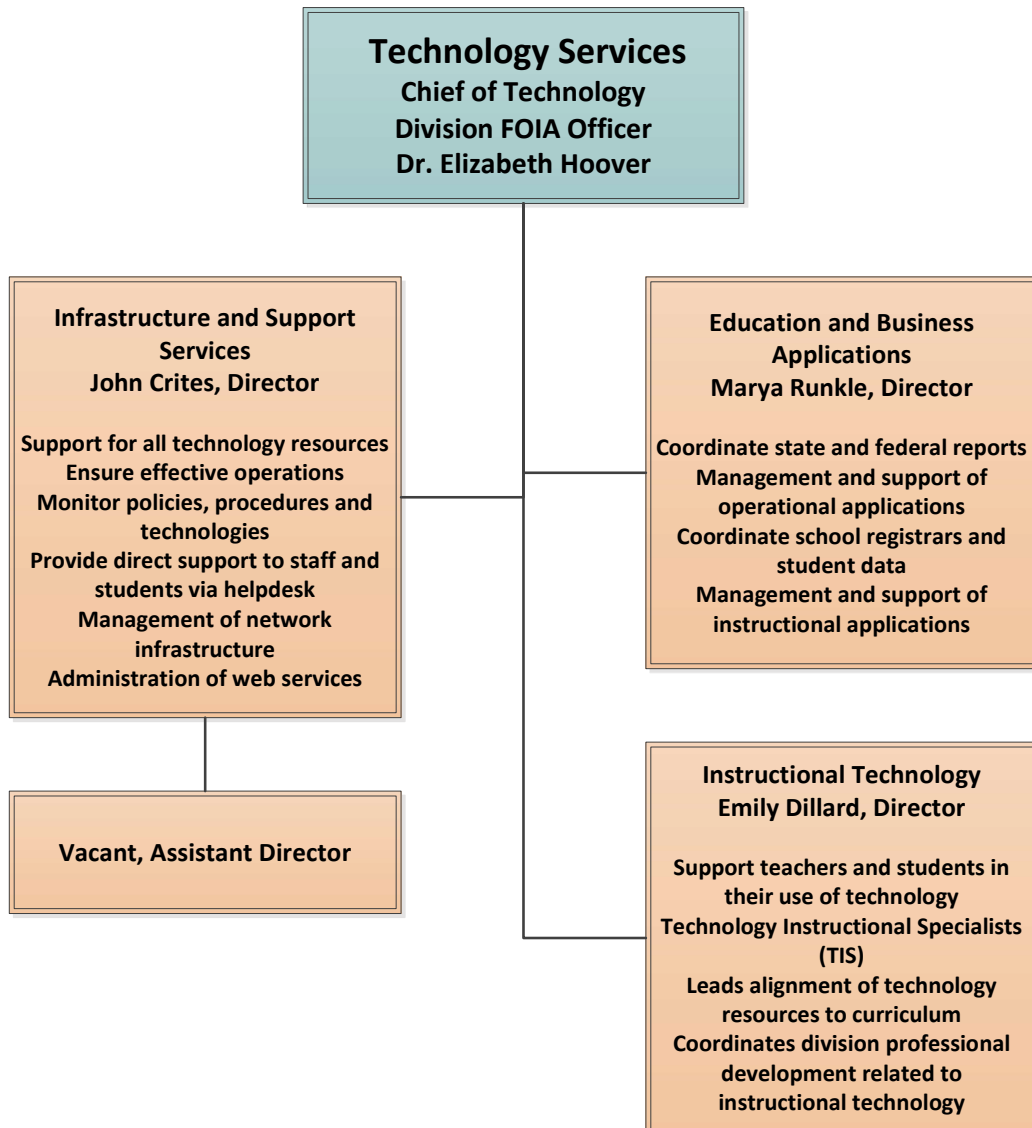 Technology Services
Chief of Technology
Division FOIA Officer
Dr. Elizabeth Hoover
Infrastructure and Support
Services
John Crites, Director
Support for all technology resources
Ensure effective operations
Monitor policies, procedures and
technologies
Provide direct support to staff and
students via helpdesk
Management of network
infrastructure
Administration of web services
Vacant, Assistant Director
Education and Business
Applications
Marya Runkle, Director
Coordinate state and federal reports
Management and support of
operational applications
Coordinate school registrars and
student data
Management and support of
instructional applications
Instructional Technology
Emily Dillard, Director
Support teachers and students in
their use of technology
Technology Instructional Specialists
(TIS)
Leads alignment of technology
resources to curriculum
Coordinates division professional
development related to
instructional technology